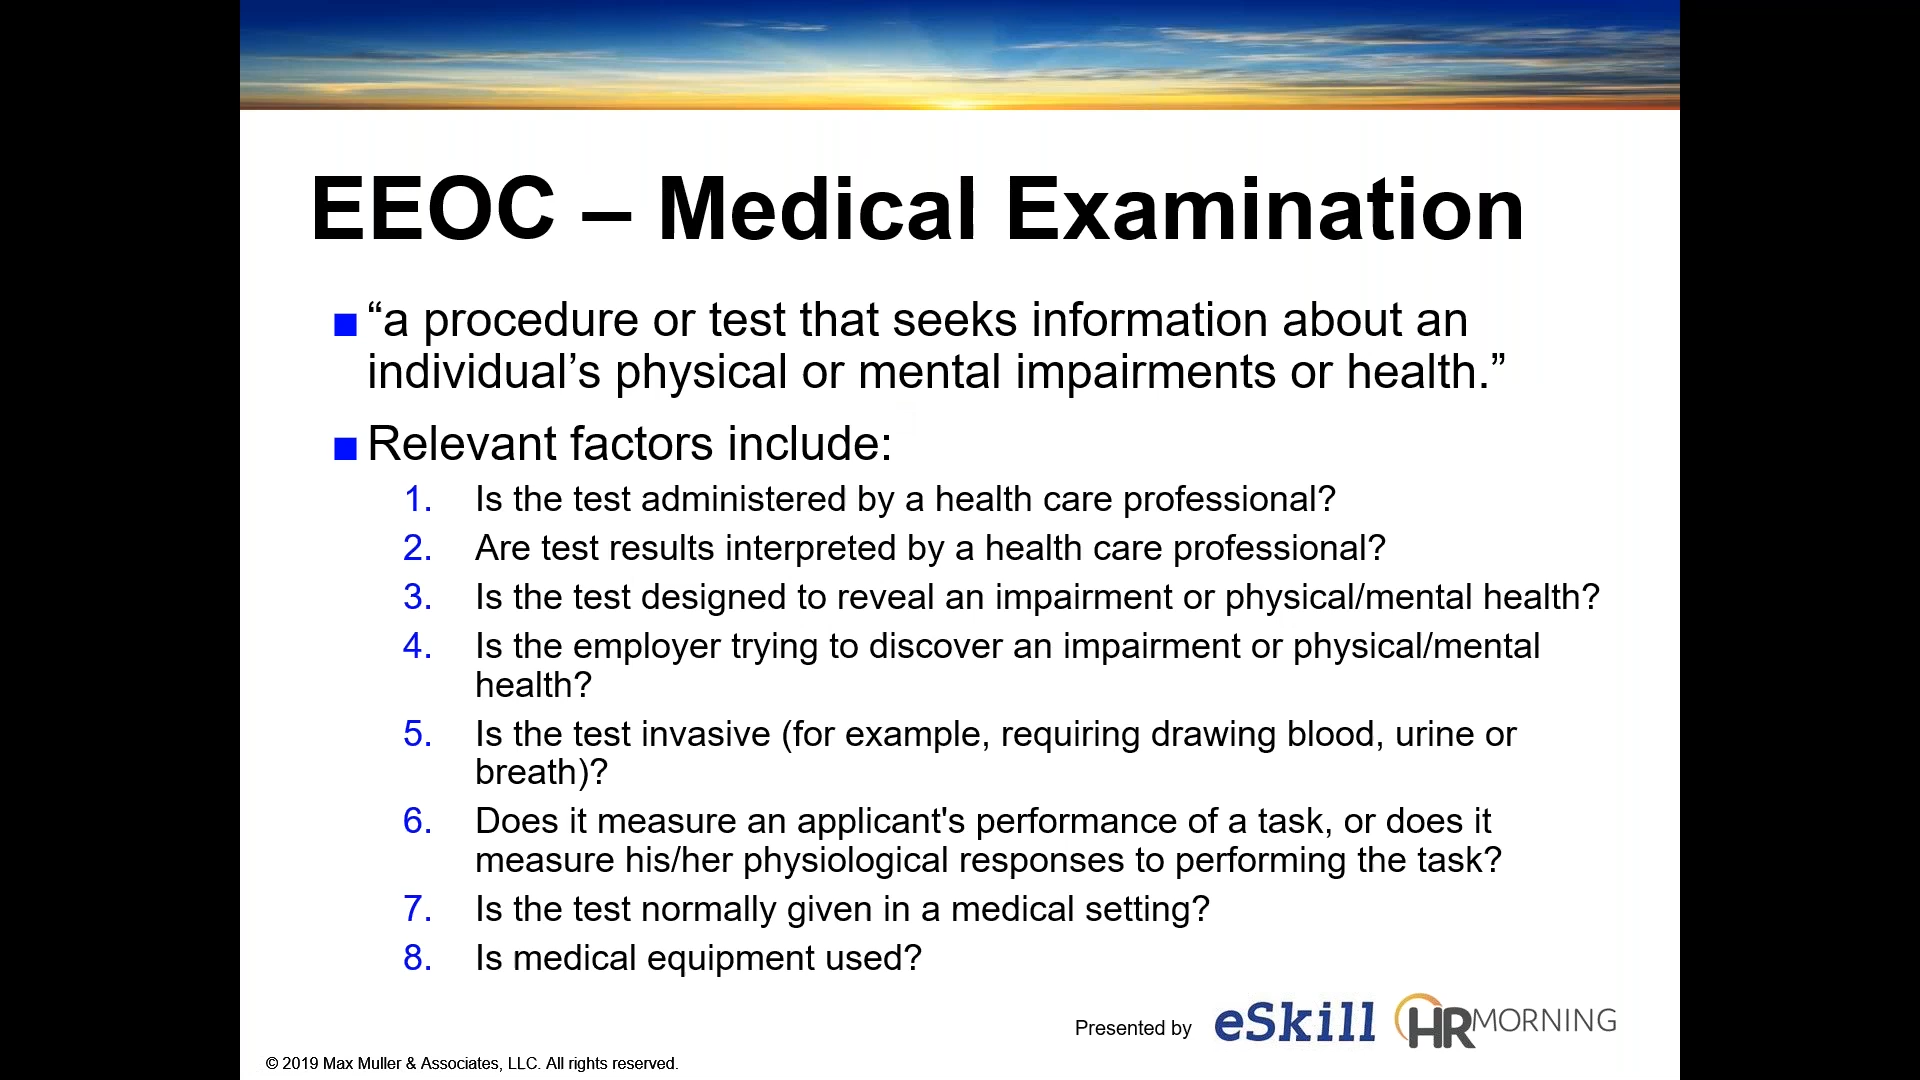 EEOC – Medical Examination
“a procedure or test that seeks information about an
individual’s physical or mental impairments or health.”
Relevant factors include:
1. Is the test administered by a health care professional?
2. Are test results interpreted by a health care professional?
3. Is the test designed to reveal an impairment or physical/mental health?
4. Is the employer trying to discover an impairment or physical/mental
health?
5. Is the test invasive (for example, requiring drawing blood, urine or
breath)?
6. Does it measure an applicant's performance of a task, or does it
measure his/her physiological responses to performing the task?
7. Is the test normally given in a medical setting?
8. Is medical equipment used?
Presented by eSkill HRMORNING
© 2019 Max Muller & Associates, LLC. All rights reserved.